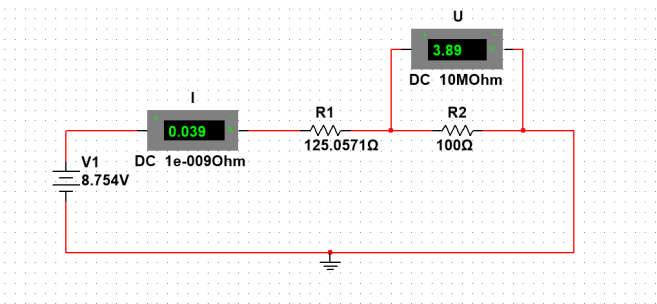 U
3.89
DC 10MOhm
I
0.039
DC 1e-009Ohm
R1
125.0571Ω
R2
100Ω
V1
8.754V